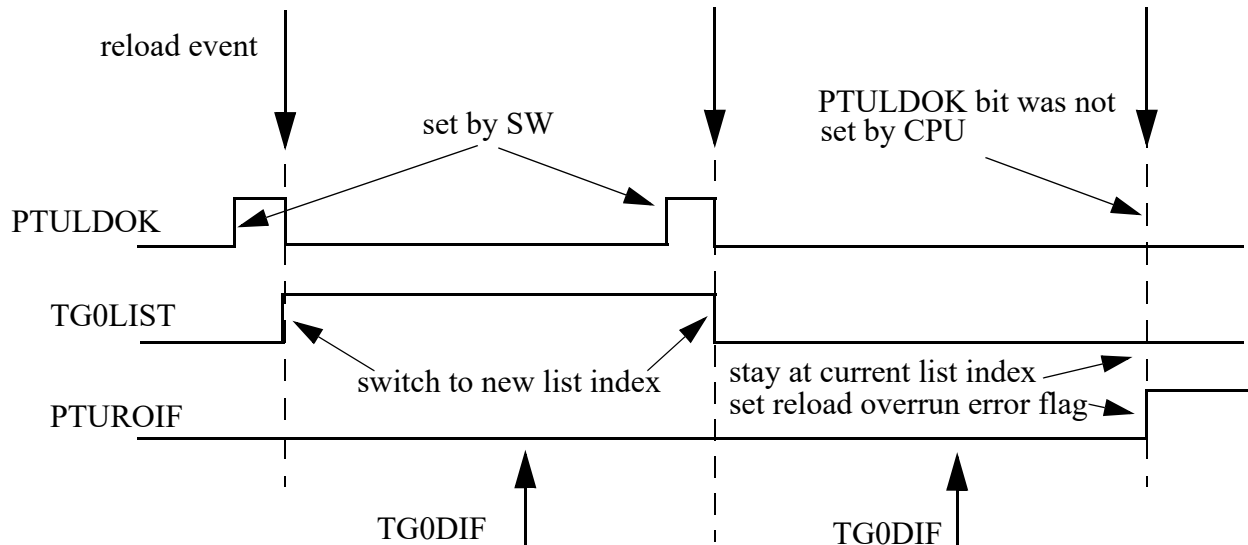 reload event
PTULDOK bit was not
set by CPU
set by SW
PTULDOK
TG0LIST
switch to new list index
stay at current list index
set reload overrun error flag
PTUROIF
TG0DIF
TG0DIF